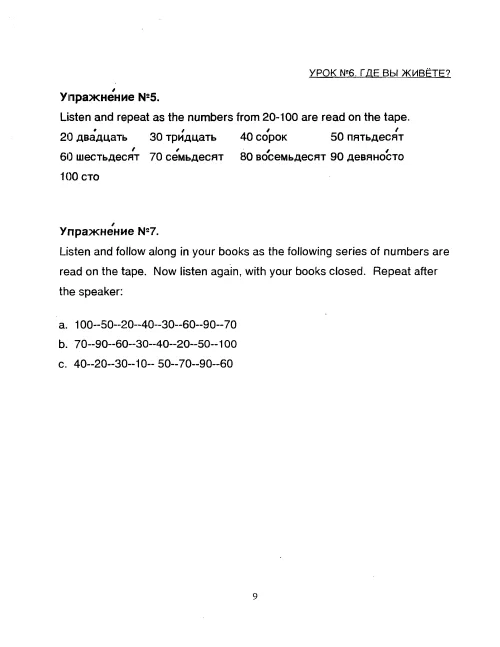 УРОК №6. ГДЕ ВЫ ЖИВЁТЕ?
Упражне́ние №5.
Listen and repeat as the numbers from 20-100 are read on the tape.
20 два́дцать 30 три́дцать 40 со́рок 50 пятьдеся́т
60 шестьдеся́т 70 се́мьдесят 80 во́семьдесят 90 девяно́сто
100 сто
Упражне́ние №7.
Listen and follow along in your books as the following series of numbers are
read on the tape. Now listen again, with your books closed. Repeat after
the speaker:
a. 100--50--20--40--30--60--90--70
b. 70--90--60--30--40--20--50--100
c. 40--20--30--10-- 50--70--90--60
9